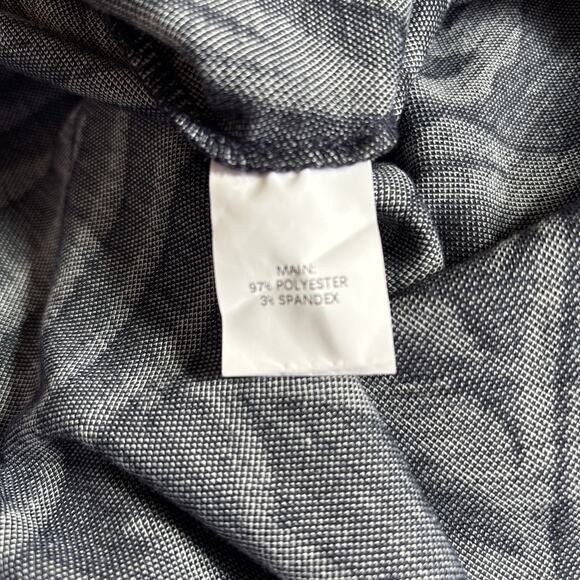 MAIN:
97% POLYESTER
3% SPANDEX